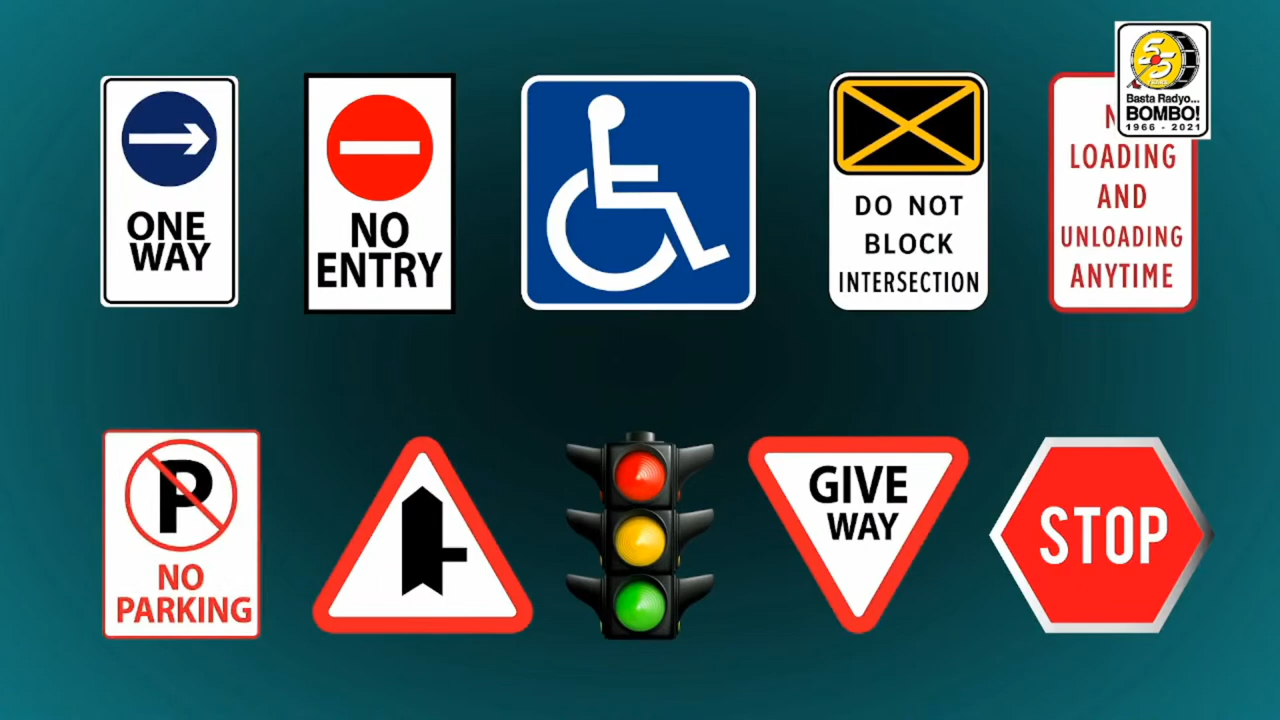 ONE
WAY
NO
ENTRY
DO NOT
BLOCK
INTERSECTION
LOADING
AND
UNLOADING
ANYTIME
55
Basta Radyo...
BOMBO!
1966 - 2021
P
NO
PARKING
GIVE
WAY
STOP